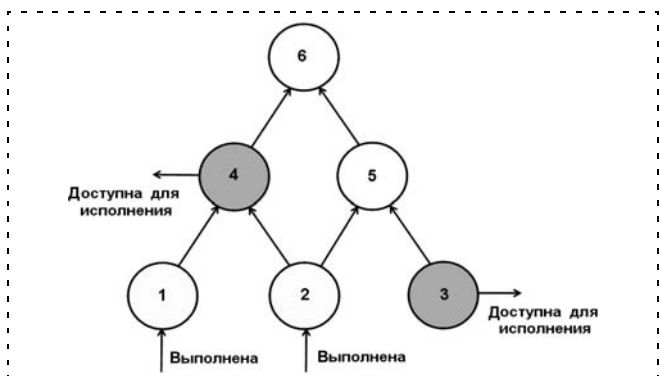 6
4
5
Доступна для
исполнения
1
2
3
Доступна для
исполнения
Выполнена
Выполнена